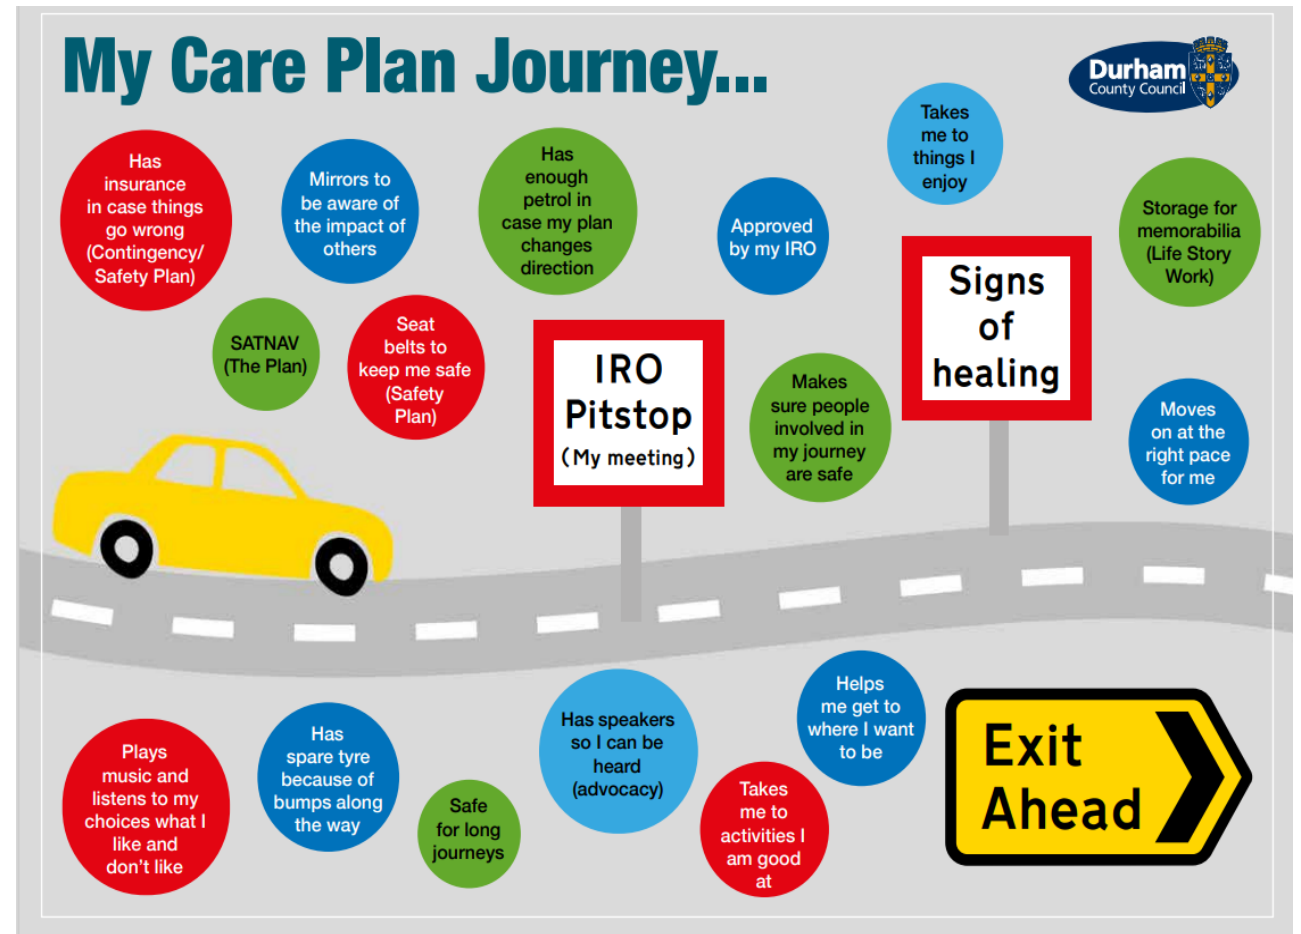 My Care Plan Journey...
Durham
County Council
Has
insurance
in case things
go wrong
(Contingency/
Safety Plan)
Mirrors to
be aware of
the impact of
others
Has
enough
petrol in
case my plan
changes
direction
Approved
by my IRO
Takes
me to
things I
enjoy
Storage for
memorabilia
(Life Story
Work)
SATNAV
(The Plan)
Seat
belts to
keep me safe
(Safety
Plan)
IRO
Pitstop
(My meeting)
Makes
sure people
involved in
my journey
are safe
Signs
of
healing
Moves
on at the
right pace
for me
Plays
music and
listens to my
choices what I
like and
don't like
Has
spare tyre
because of
bumps along
the way
Safe
for long
journeys
Has speakers
so I can be
heard
(advocacy)
Takes
me to
activities I
am good
at
Helps
me get to
where I want
to be
Exit
Ahead